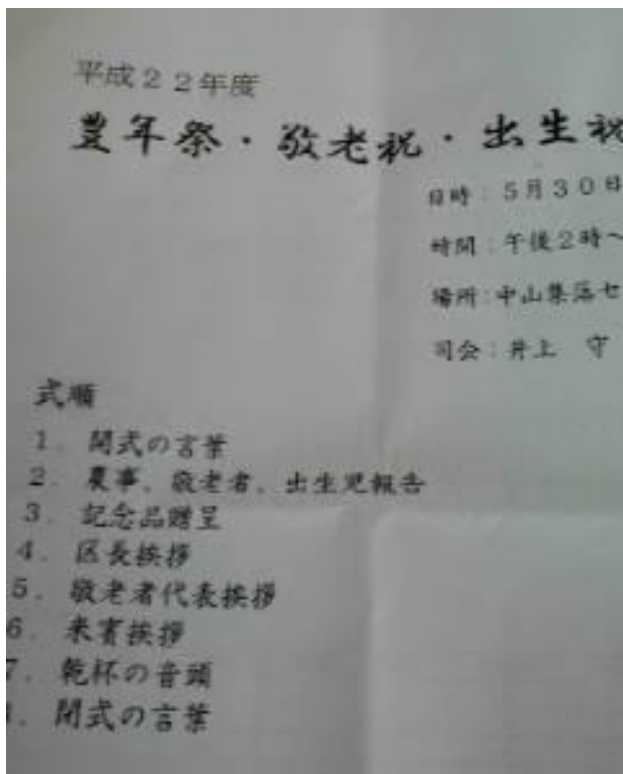 平成22年度
豊年祭・敬老祝・出生祝
日時:5月30日
時間:午後2時~
場所:中山集落セ
司会:井上 守
式順
1. 開式の言葉
2. 農事、敬老者、出生児報告
3. 記念品贈呈
4. 区長挨拶
5. 敬老者代表挨拶
6. 来賓挨拶
7. 乾杯の音頭
. 閉式の言葉